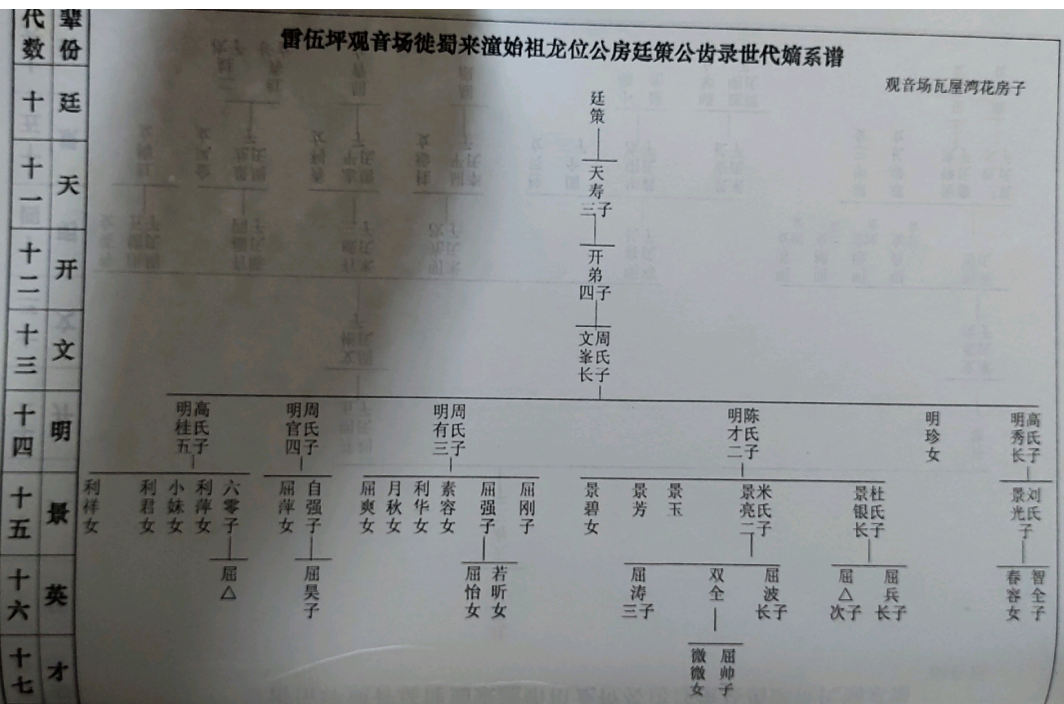 雷伍坪观音场徙蜀来潼始祖龙位公房廷策公齿录世代嫡系谱
观音场瓦屋湾花房子
代数
辈份
十
廷
廷策
十一
天
天寿
三子
十二
开
开弟
四子
十三
文
周氏
文峯
长子
十四
明
高氏
明秀
长子
明珍女
陈氏
明才
二子
周氏
明有
三子
周氏
明官
四子
高氏
明桂
五子
十五
景
刘氏
景光
子
杜氏
景银
长子
米氏
景亮
二子
景玉
景芳
景碧女
屈刚子
屈强子
素容女
利华女
月秋女
屈爽女
自强子
屈萍女
六零子
利萍女
小妹女
利君女
利祥女
十六
英
智全子
春容女
屈兵
长子
屈△
次子
屈波
长子
双全
屈涛
三子
若昕女
屈怡女
屈昊子
屈△
十七
才
屈帅子
微微女